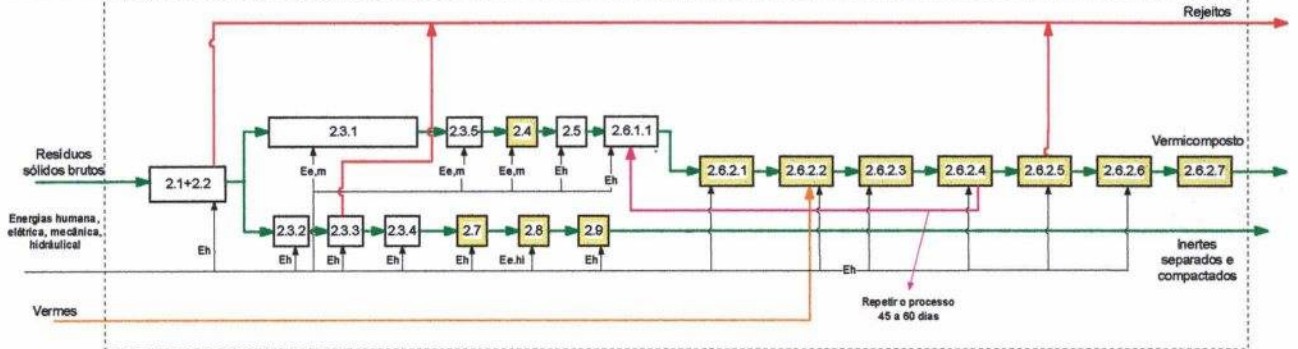 Rejeitos
2.3.1
2.3.5
2.4
2.5
2.6.1.1
Resíduos
sólidos brutos
2.1+2.2
Ee,m
Ee,m
Ee,m
Eh
Eh
Vermicomposto
2.6.2.1
2.6.2.2
2.6.2.3
2.6.2.4
2.6.2.5
2.6.2.6
2.6.2.7
Energias humana,
elétrica, mecânica,
hidráulical
2.3.2
2.3.3
2.3.4
2.7
2.8
2.9
Inertes
separados e
compactados
Eh
Eh
Eh
Eh
Eh
Ee.hi
Eh
Eh
Repetir o processo
45 a 60 dias
Vermes